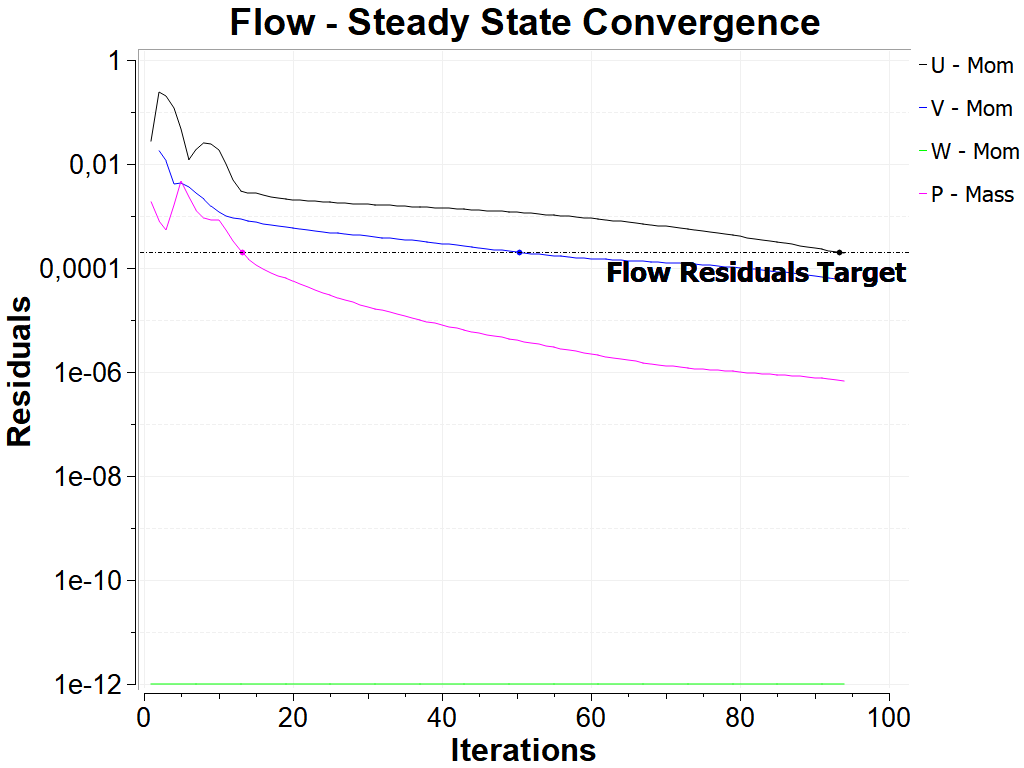 Flow - Steady State Convergence
U - Mom
V - Mom
W - Mom
P - Mass
1
0,01
0,0001
1e-06
1e-08
1e-10
1e-12
Residuals
Flow Residuals Target
0 20 40 60 80 100
Iterations